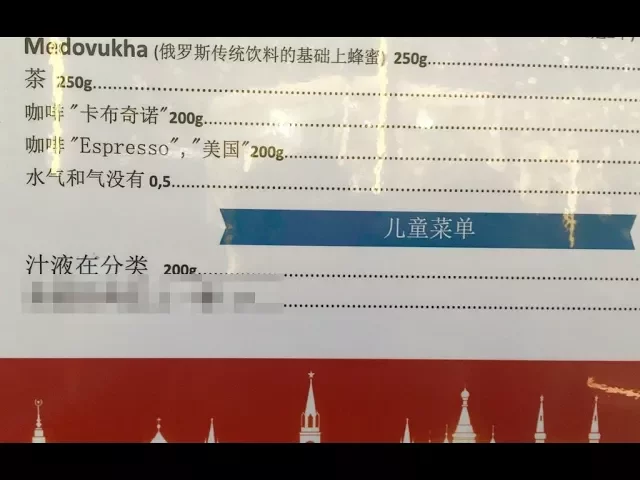 Medovukha (俄罗斯传统饮料的基础上蜂蜜) 250g
茶 250g
咖啡 "卡布奇诺"200g
咖啡 "Espresso", "美国"200g
水气和气没有 0,5
儿童菜单
汁液在分类 200g